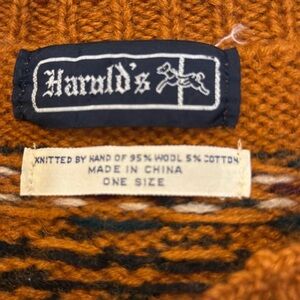 Harold's
KNITTED BY HAND OF 95% WOOL 5% COTTON
MADE IN CHINA
ONE SIZE